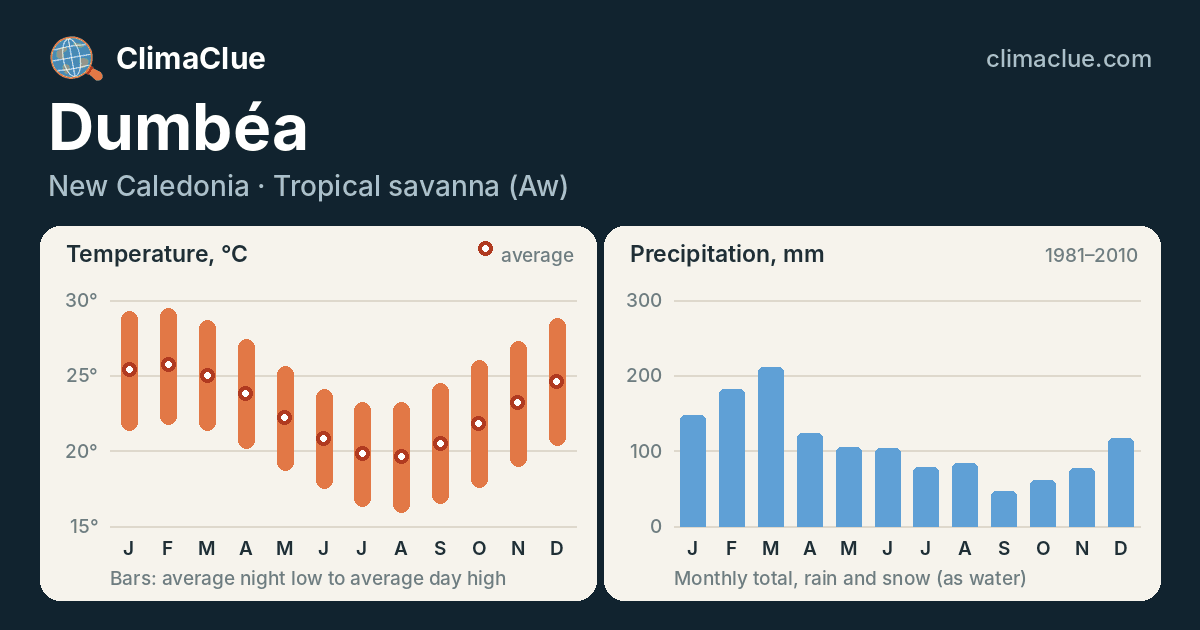 ClimaClue
climaclue.com
Dumbéa
New Caledonia · Tropical savanna (Aw)
Temperature, °C
average
30°
25°
20°
15°
J F M A M J J A S O N D
Bars: average night low to average day high
Precipitation, mm
1981–2010
300
200
100
0
J F M A M J J A S O N D
Monthly total, rain and snow (as water)